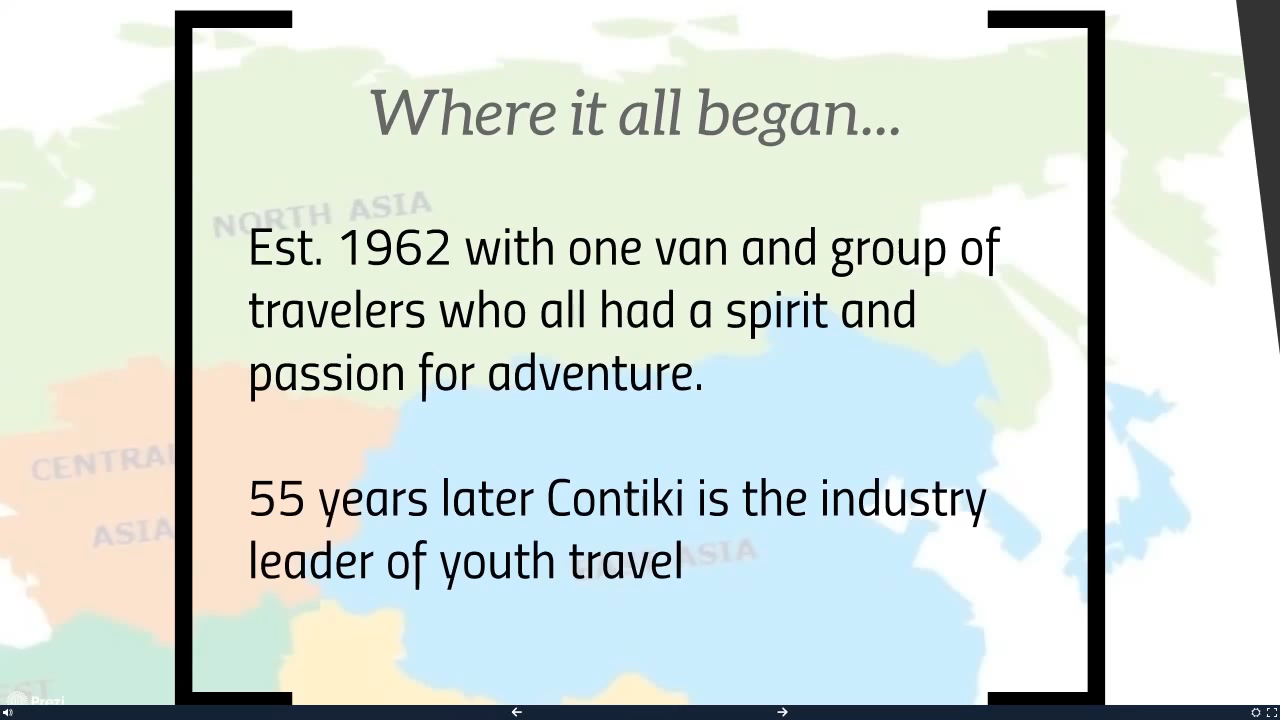 Where it all began...
NORTH ASIA
Est. 1962 with one van and group of
travelers who all had a spirit and
passion for adventure.
CENTRAL
ASIA
55 years later Contiki is the industry
leader of youth travel
ASIA
Prezi